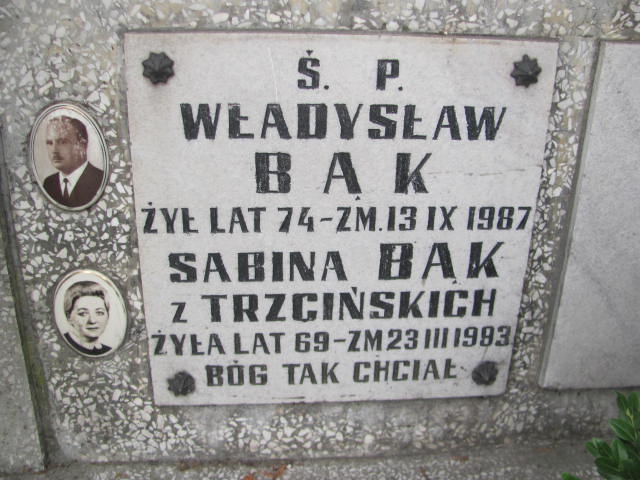 Ś. P.
WŁADYSŁAW
BĄK
ŻYŁ LAT 74-ZM.13 IX 1987
SABINA BĄK
Z TRZCIŃSKICH
ŻYŁA LAT 69-ZM 23 III 1993
BÓG TAK CHCIAŁ